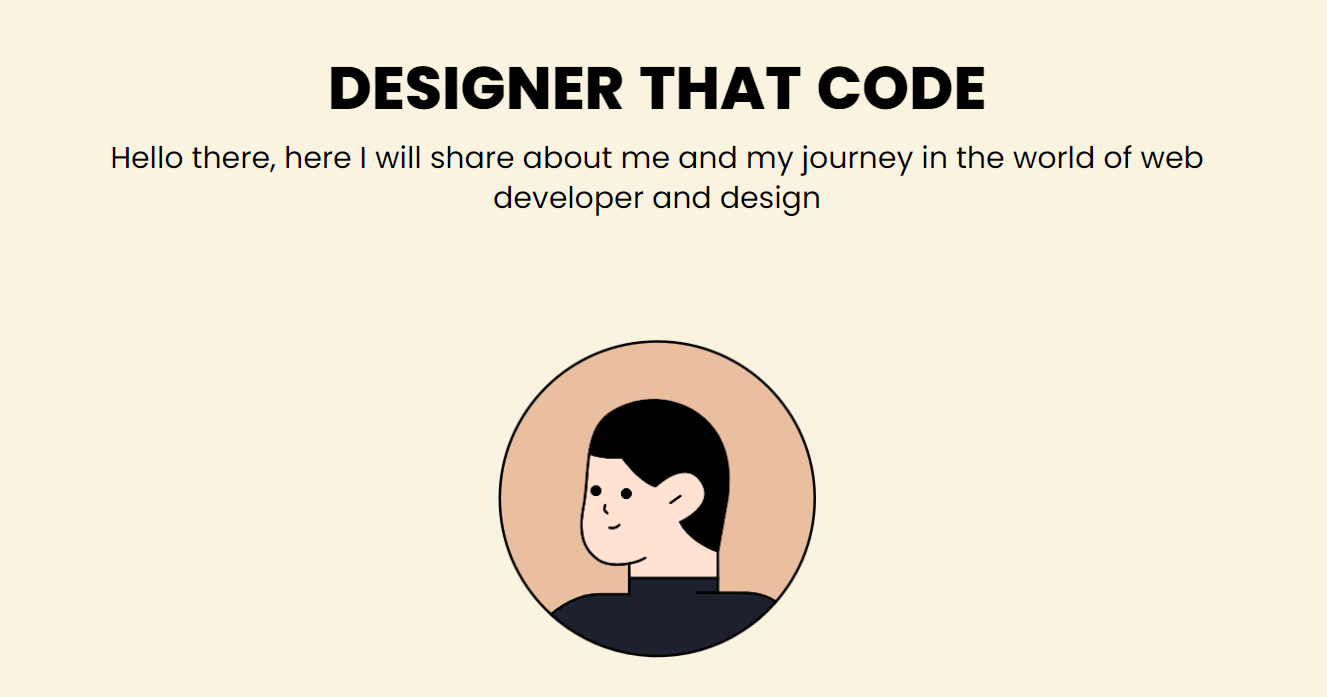 DESIGNER THAT CODE
Hello there, here I will share about me and my journey in the world of web
developer and design